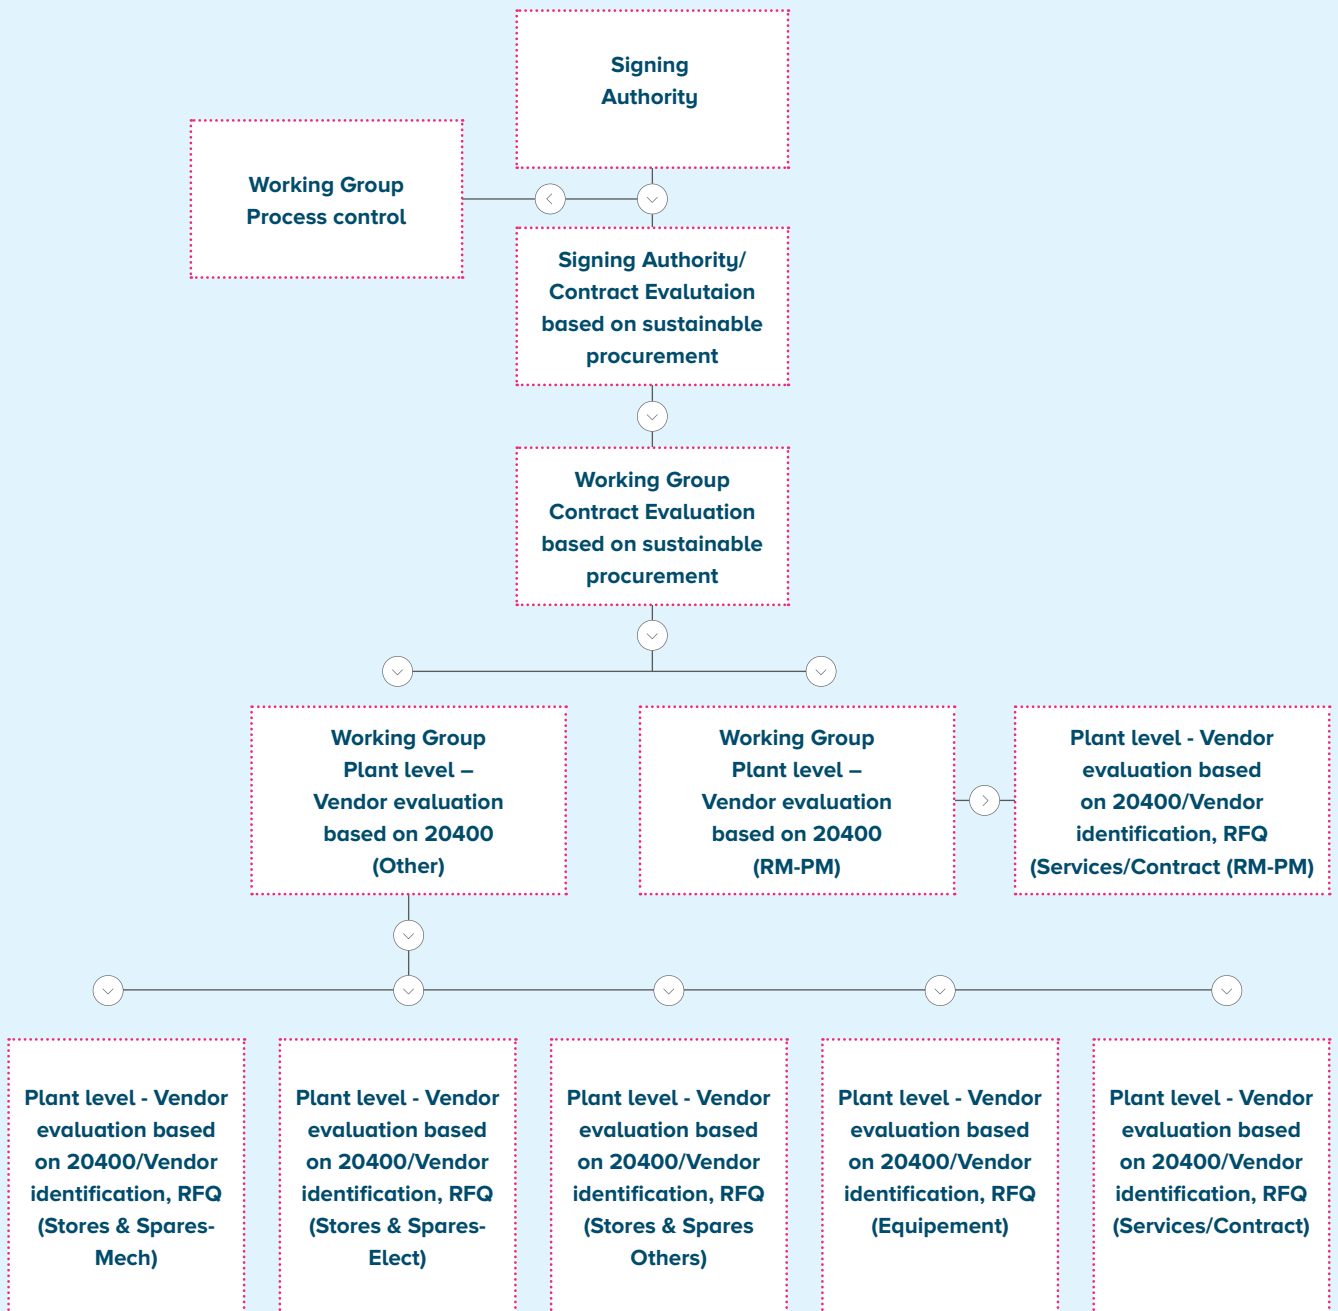 Signing
Authority
Working Group
Process control
Signing Authority/
Contract Evalutaion
based on sustainable
procurement
Working Group
Contract Evaluation
based on sustainable
procurement
Working Group
Plant level –
Vendor evaluation
based on 20400
(Other)
Working Group
Plant level –
Vendor evaluation
based on 20400
(RM-PM)
Plant level - Vendor
evaluation based
on 20400/Vendor
identification, RFQ
(Services/Contract (RM-PM)
Plant level - Vendor
evaluation based
on 20400/Vendor
identification, RFQ
(Stores & Spares-
Mech)
Plant level - Vendor
evaluation based
on 20400/Vendor
identification, RFQ
(Stores & Spares-
Elect)
Plant level - Vendor
evaluation based
on 20400/Vendor
identification, RFQ
(Stores & Spares
Others)
Plant level - Vendor
evaluation based
on 20400/Vendor
identification, RFQ
(Equipement)
Plant level - Vendor
evaluation based
on 20400/Vendor
identification, RFQ
(Services/Contract)